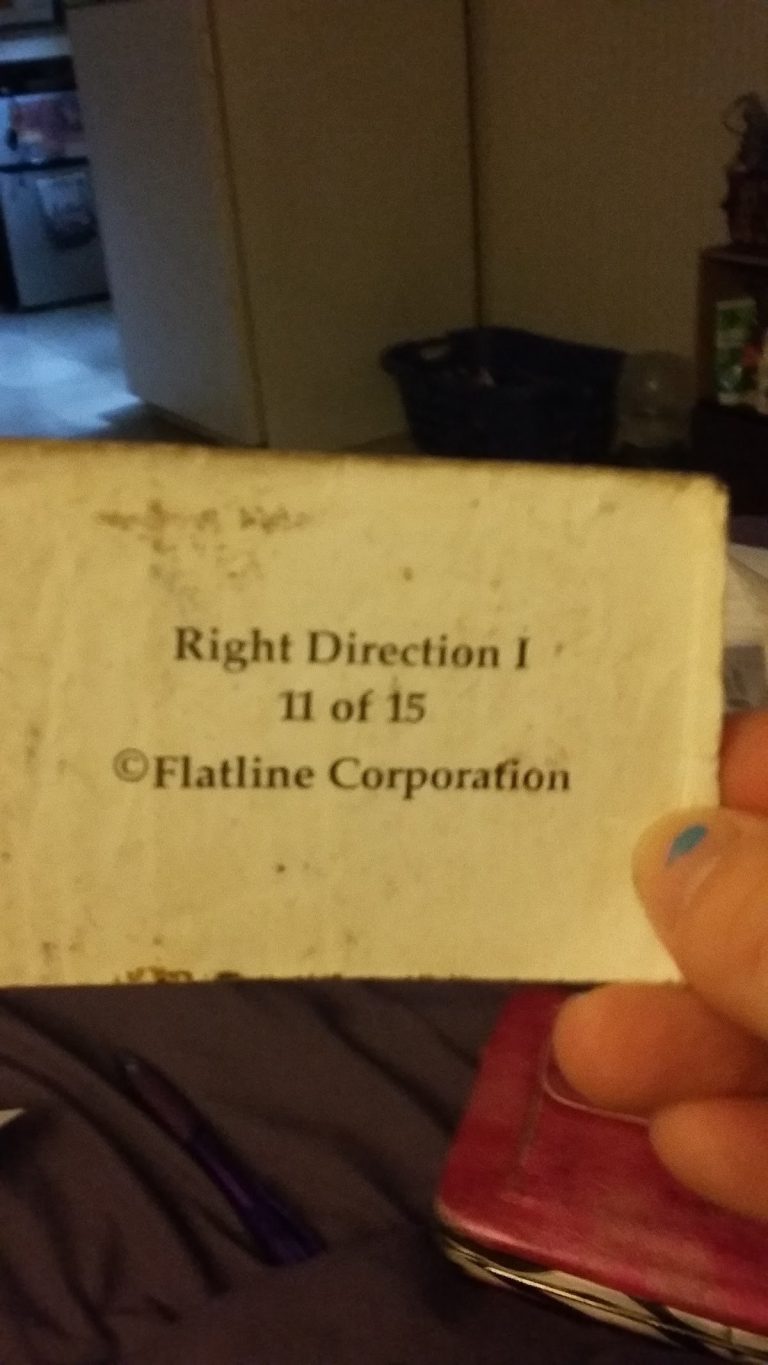 Right Direction I
11 of 15
©Flatline Corporation